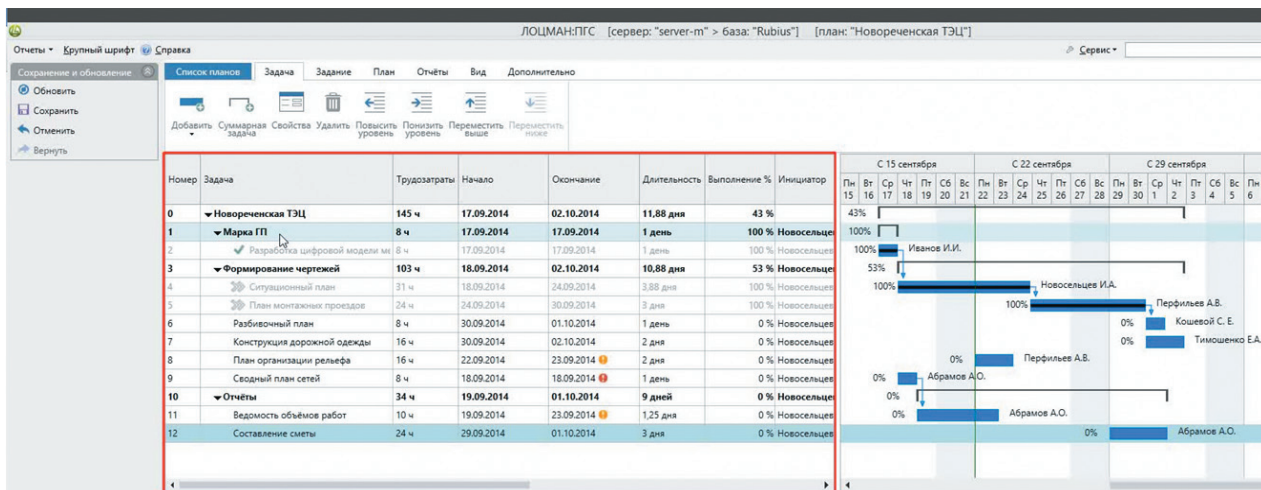 ЛОЦМАН:ПГС [сервер: "server-m" > база: "Rubius"] [план: "Новореченская ТЭЦ"]
Отчеты Крупный шрифт Справка Сервис
Сохранение и обновление
Обновить
Сохранить
Отменить
Вернуть
Список планов Задача Задание План Отчёты Вид Дополнительно
Добавить Суммарная задача Свойства Удалить Повысить уровень Понизить уровень Переместить выше Переместить ниже
Номер Задача Трудозатраты Начало Окончание Длительность Выполнение % Инициатор
0 Новореченская ТЭЦ 145 ч 17.09.2014 02.10.2014 11,88 дня 43 %
1 Марка ГП 8 ч 17.09.2014 17.09.2014 1 день 100 % Новосельцев
2 Разработка цифровой модели ме 8 ч 17.09.2014 17.09.2014 1 день 100 % Новосельцев
3 Формирование чертежей 103 ч 18.09.2014 02.10.2014 10,88 дня 53 % Новосельцев
4 Ситуационный план 31 ч 18.09.2014 24.09.2014 3,88 дня 100 % Новосельцев
5 План монтажных проездов 24 ч 24.09.2014 30.09.2014 3 дня 100 % Новосельцев
6 Разбивочный план 8 ч 30.09.2014 01.10.2014 1 день 0 % Новосельцев
7 Конструкция дорожной одежды 16 ч 30.09.2014 02.10.2014 2 дня 0 % Новосельцев
8 План организации рельефа 16 ч 22.09.2014 23.09.2014 2 дня 0 % Новосельцев
9 Сводный план сетей 8 ч 18.09.2014 18.09.2014 1 день 0 % Новосельцев
10 Отчёты 34 ч 19.09.2014 01.10.2014 9 дней 0 % Новосельцев
11 Ведомость объёмов работ 10 ч 19.09.2014 23.09.2014 1,25 дня 0 % Новосельцев
12 Составление сметы 24 ч 29.09.2014 01.10.2014 3 дня 0 % Новосельцев
С 15 сентября С 22 сентября С 29 сентября
Пн Вт Ср Чт Пт Сб Вс Пн Вт Ср Чт Пт Сб Вс Пн Вт Ср Чт Пт Сб Вс Пн
15 16 17 18 19 20 21 22 23 24 25 26 27 28 29 30 1 2 3 4 5 6
43%
100%
100% Иванов И.И.
53%
100% Новосельцев И.А.
100% Перфильев А.В.
0% Кошевой С. Е.
0% Тимошенко Е.А.
0% Перфильев А.В.
0% Абрамов А.О.
0%
0% Абрамов А.О.
0% Абрамов А.О.